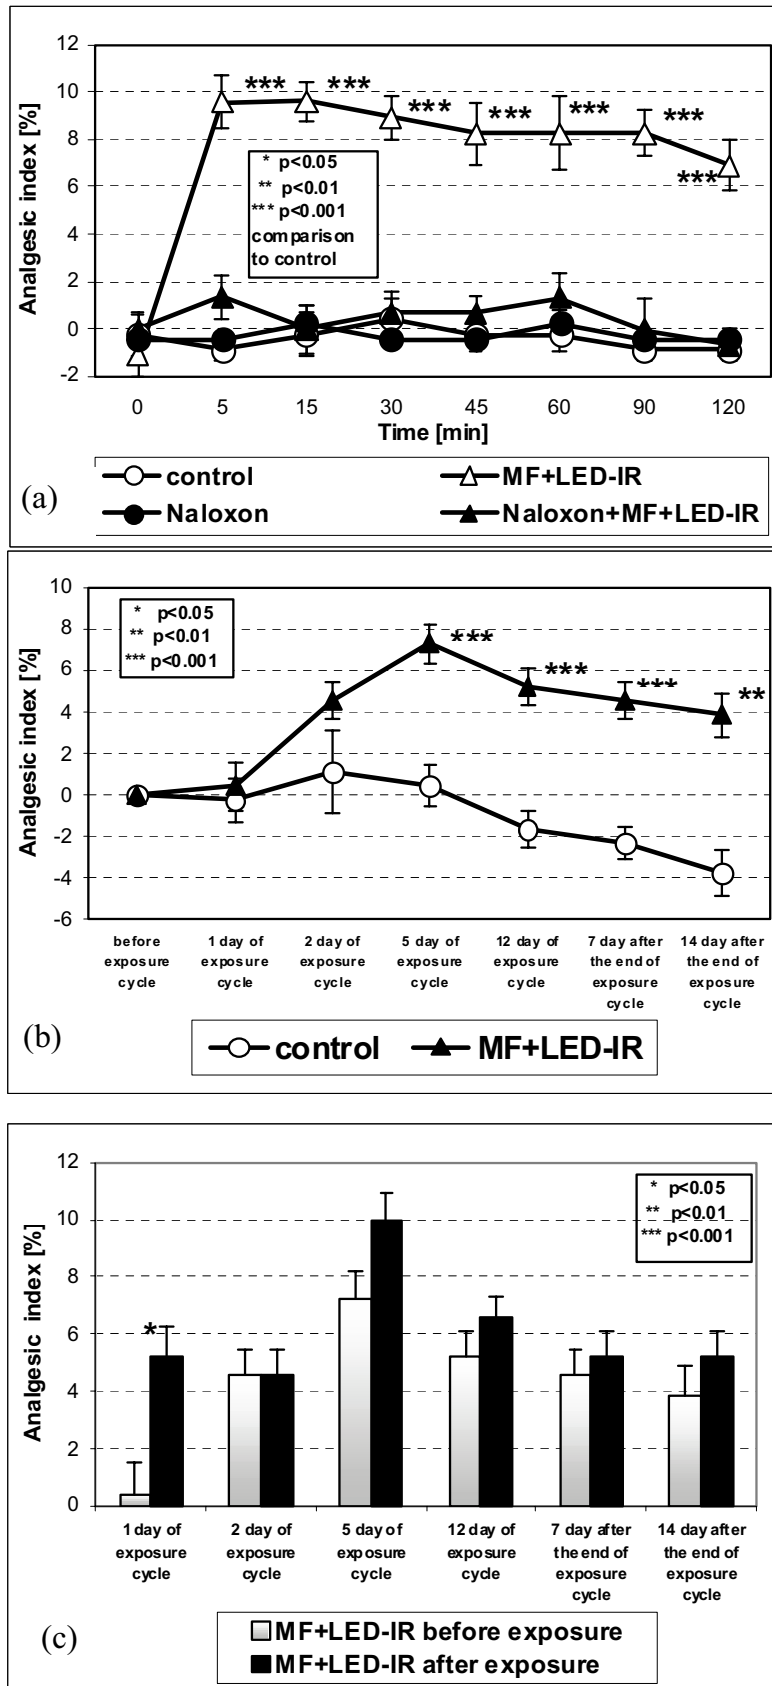 12
10
8
6
4
2
0
-2
Analgesic index [%]
*** *** *** *** *** *** ***
* p<0.05
** p<0.01
*** p<0.001
comparison
to control
0 5 15 30 45 60 90 120
Time [min]
control MF+LED-IR
Naloxon Naloxon+MF+LED-IR
(a)
10
8
6
4
2
0
-2
-4
-6
Analgesic index [%]
* p<0.05
** p<0.01
*** p<0.001
*** *** *** **
before exposure cycle
1 day of exposure cycle
2 day of exposure cycle
5 day of exposure cycle
12 day of exposure cycle
7 day after the end of exposure cycle
14 day after the end of exposure cycle
(b)
control MF+LED-IR
12
10
8
6
4
2
0
Analgesic index [%]
* p<0.05
** p<0.01
*** p<0.001
*
1 day of exposure cycle
2 day of exposure cycle
5 day of exposure cycle
12 day of exposure cycle
7 day after the end of exposure cycle
14 day after the end of exposure cycle
(c)
MF+LED-IR before exposure
MF+LED-IR after exposure